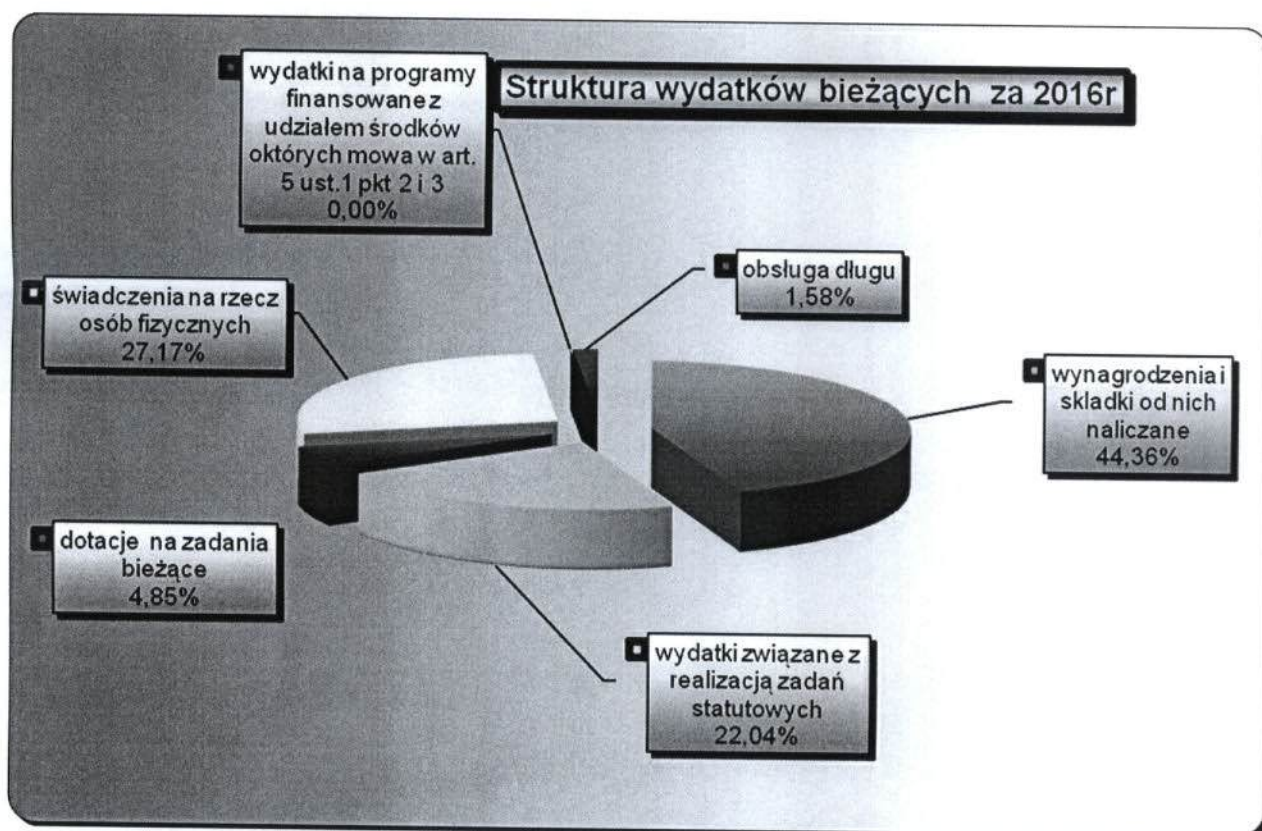 Struktura wydatków bieżących za 2016r
wydatki na programy
finansowane z
udziałem środków
októrych mowa w art.
5 ust.1 pkt 2 i 3
0,00%
obsługa długu
1,58%
świadczenia na rzecz
osób fizycznych
27,17%
wynagrodzenia i
skladki od nich
naliczane
44,36%
dotacje na zadania
bieżące
4,85%
wydatki związane z
realizacją zadań
statutowych
22,04%